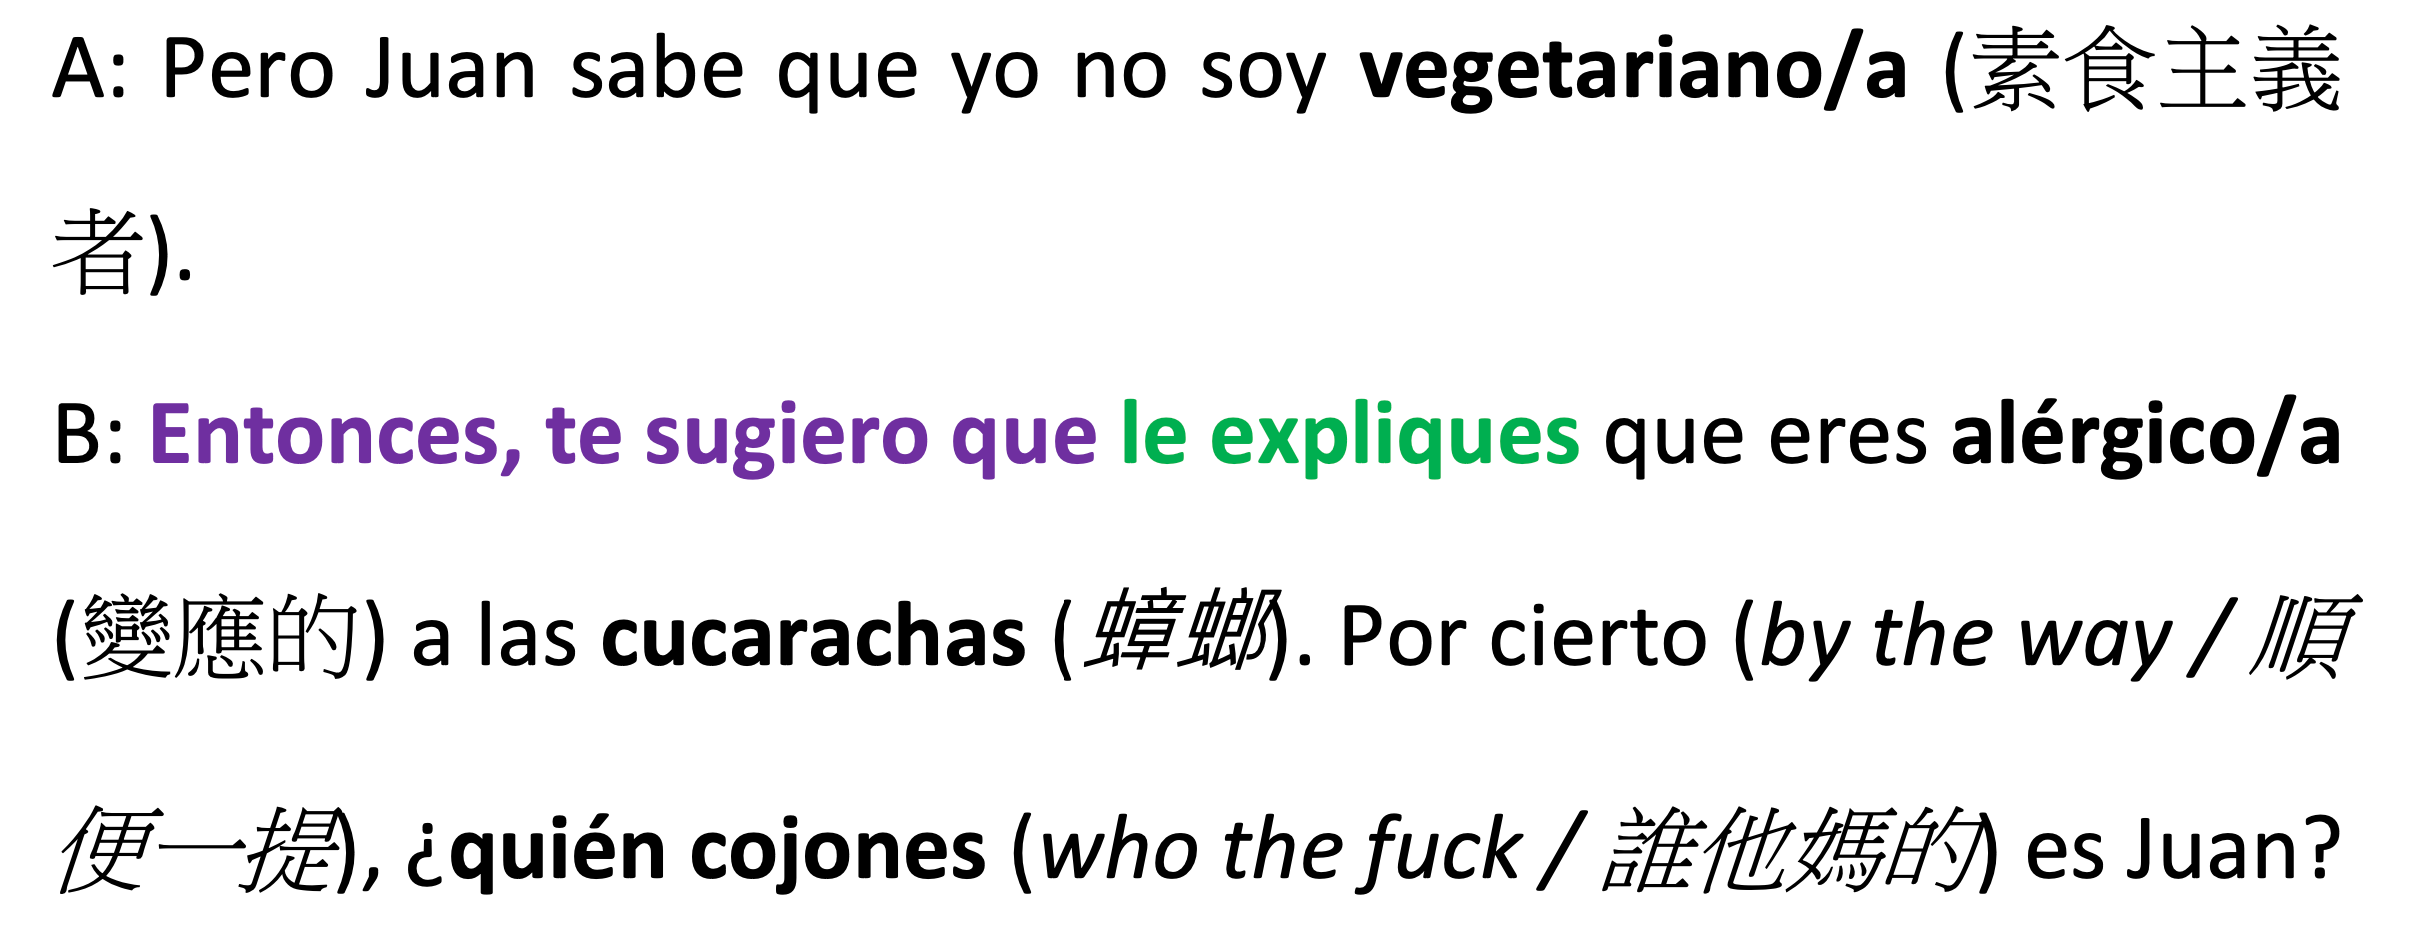 A: Pero Juan sabe que yo no soy vegetariano/a (素食主義
者).
B: Entonces, te sugiero que le expliques que eres alérgico/a
(變應的) a las cucarachas (蟑螂). Por cierto (by the way / 順
便一提), ¿quién cojones (who the fuck / 誰他媽的) es Juan?